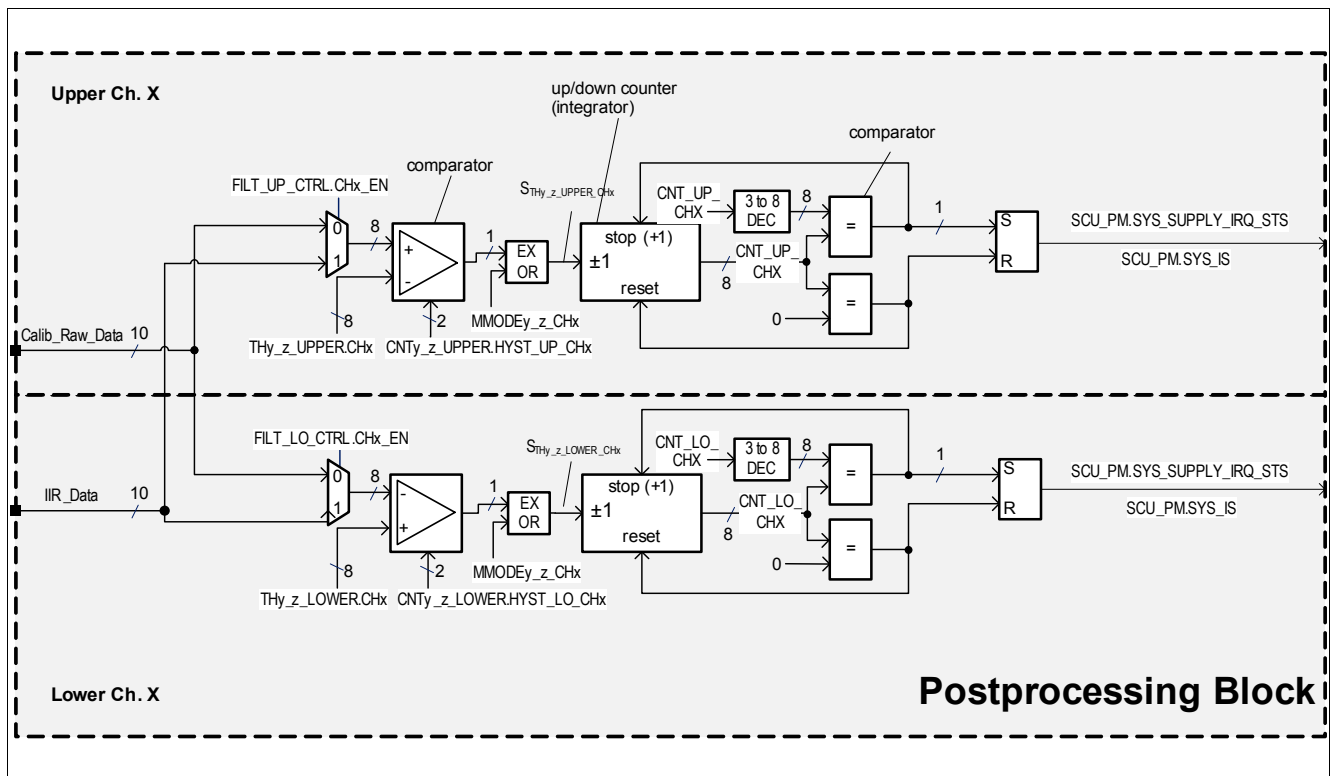 Upper Ch. X
up/down counter
(integrator)
comparator
comparator
FILT_UP_CTRL.CHx_EN
0
1
8
+
-
8
THy_z_UPPER.CHx
2
CNTy_z_UPPER.HYST_UP_CHx
1
EX
OR
MMODEy_z_CHx
STHy_z_UPPER_CHx
stop (+1)
±1
reset
CNT_UP_
CHX
3 to 8
DEC
8
CNT_UP_
CHX
8
=
0
=
1
S
R
SCU_PM.SYS_SUPPLY_IRQ_STS
SCU_PM.SYS_IS
Calib_Raw_Data
10
FILT_LO_CTRL.CHx_EN
0
1
8
-
+
8
THy_z_LOWER.CHx
2
CNTy_z_LOWER.HYST_LO_CHx
1
EX
OR
MMODEy_z_CHx
STHy_z_LOWER_CHx
stop (+1)
±1
reset
CNT_LO_
CHX
3 to 8
DEC
8
CNT_LO_
CHX
8
=
0
=
1
S
R
SCU_PM.SYS_SUPPLY_IRQ_STS
SCU_PM.SYS_IS
IIR_Data
10
Lower Ch. X
Postprocessing Block